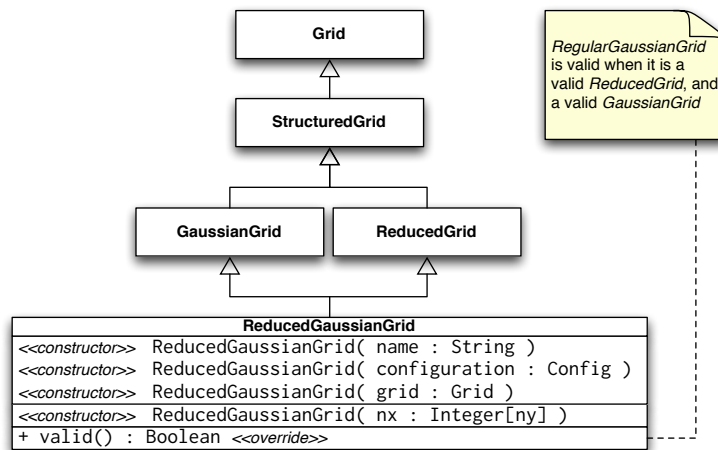 Grid
RegularGaussianGrid
is valid when it is a
valid ReducedGrid, and
a valid GaussianGrid
StructuredGrid
GaussianGrid
ReducedGrid
ReducedGaussianGrid
<<constructor>> ReducedGaussianGrid( name : String )
<<constructor>> ReducedGaussianGrid( configuration : Config )
<<constructor>> ReducedGaussianGrid( grid : Grid )
<<constructor>> ReducedGaussianGrid( nx : Integer[ny] )
+ valid() : Boolean <<override>>